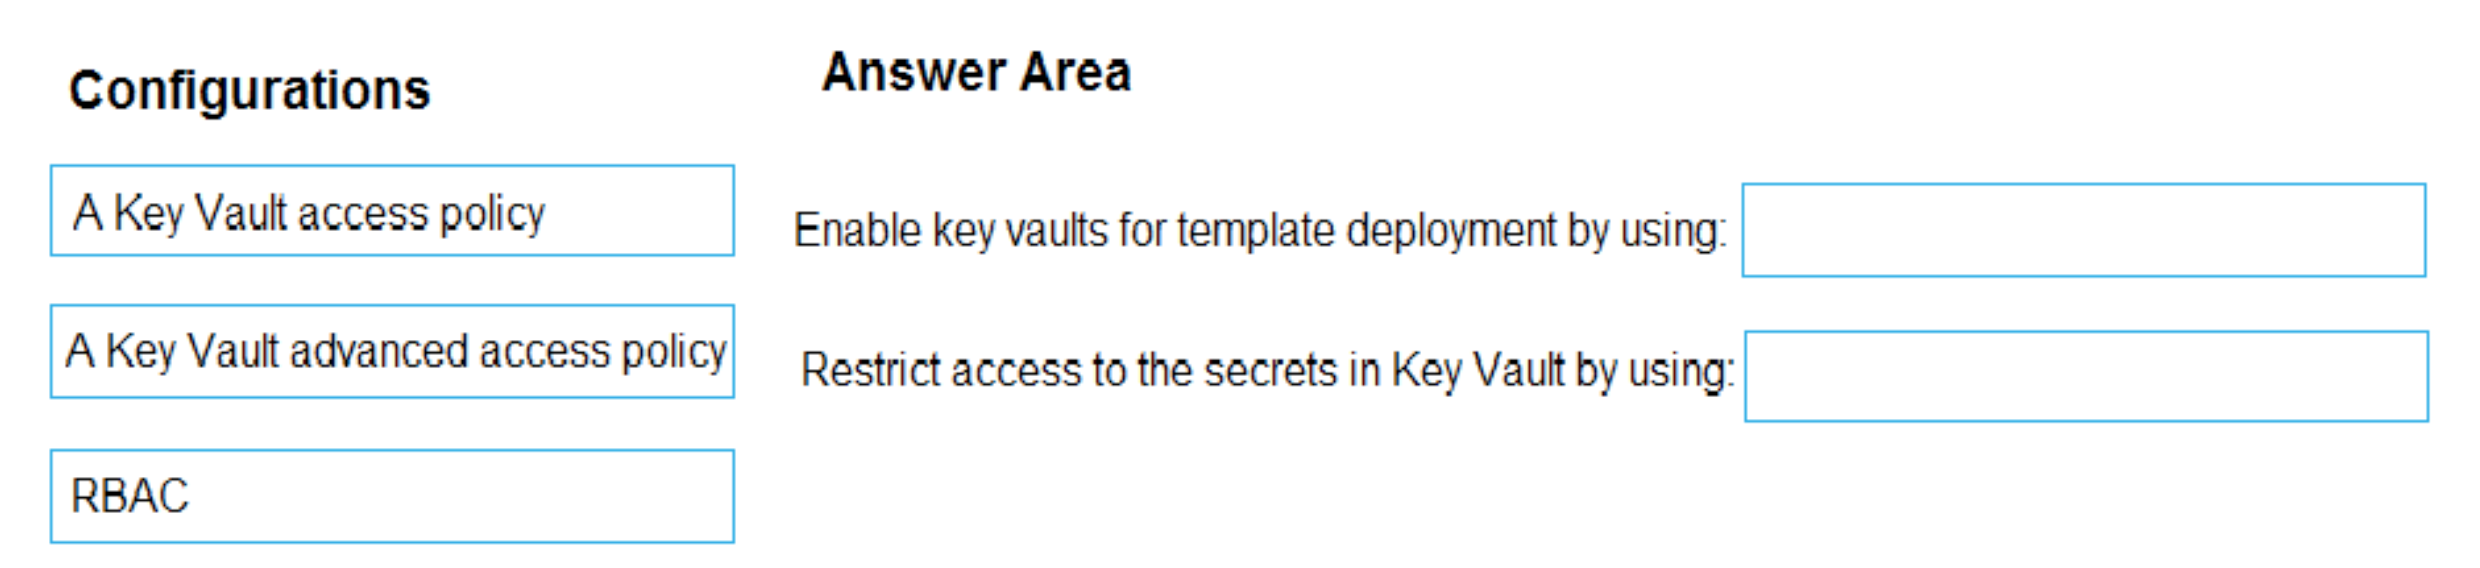 Configurations
A Key Vault access policy
A Key Vault advanced access policy
RBAC
Answer Area
Enable key vaults for template deployment by using:
Restrict access to the secrets in Key Vault by using: